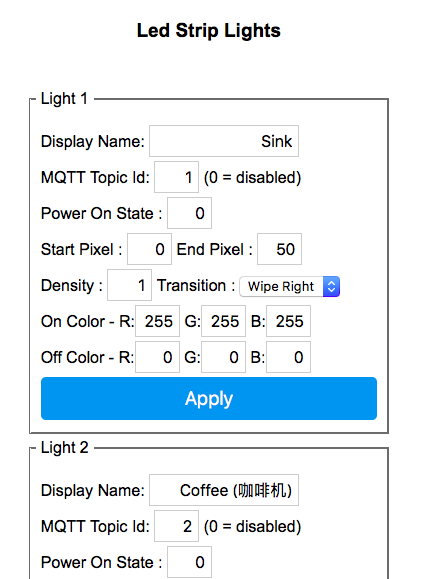 Led Strip Lights
Light 1
Display Name: Sink
MQTT Topic Id: 1 (0 = disabled)
Power On State : 0
Start Pixel : 0 End Pixel : 50
Density : 1 Transition : Wipe Right
On Color - R: 255 G: 255 B: 255
Off Color - R: 0 G: 0 B: 0
Apply
Light 2
Display Name: Coffee (咖啡机)
MQTT Topic Id: 2 (0 = disabled)
Power On State : 0